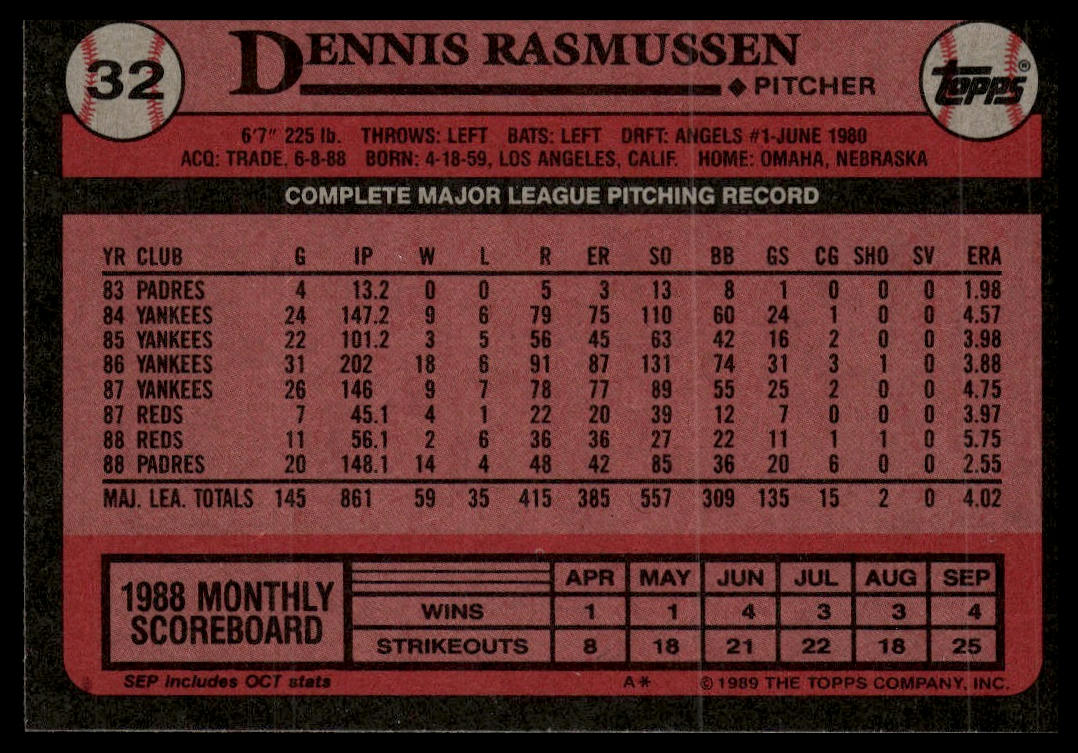 32
DENNIS RASMUSSEN
◆ PITCHER
TOPPS®
6'7" 225 lb. THROWS: LEFT BATS: LEFT DRFT: ANGELS #1-JUNE 1980
ACQ: TRADE, 6-8-88 BORN: 4-18-59, LOS ANGELES, CALIF. HOME: OMAHA, NEBRASKA
COMPLETE MAJOR LEAGUE PITCHING RECORD
YR CLUB G IP W L R ER SO BB GS CG SHO SV ERA
83 PADRES 4 13.2 0 0 5 3 13 8 1 0 0 0 1.98
84 YANKEES 24 147.2 9 6 79 75 110 60 24 1 0 0 4.57
85 YANKEES 22 101.2 3 5 56 45 63 42 16 2 0 0 3.98
86 YANKEES 31 202 18 6 91 87 131 74 31 3 1 0 3.88
87 YANKEES 26 146 9 7 78 77 89 55 25 2 0 0 4.75
87 REDS 7 45.1 4 1 22 20 39 12 7 0 0 0 3.97
88 REDS 11 56.1 2 6 36 36 27 22 11 1 1 0 5.75
88 PADRES 20 148.1 14 4 48 42 85 36 20 6 0 0 2.55
MAJ. LEA. TOTALS 145 861 59 35 415 385 557 309 135 15 2 0 4.02
1988 MONTHLY SCOREBOARD
APR MAY JUN JUL AUG SEP
WINS 1 1 4 3 3 4
STRIKEOUTS 8 18 21 22 18 25
SEP includes OCT stats A* © 1989 THE TOPPS COMPANY, INC.